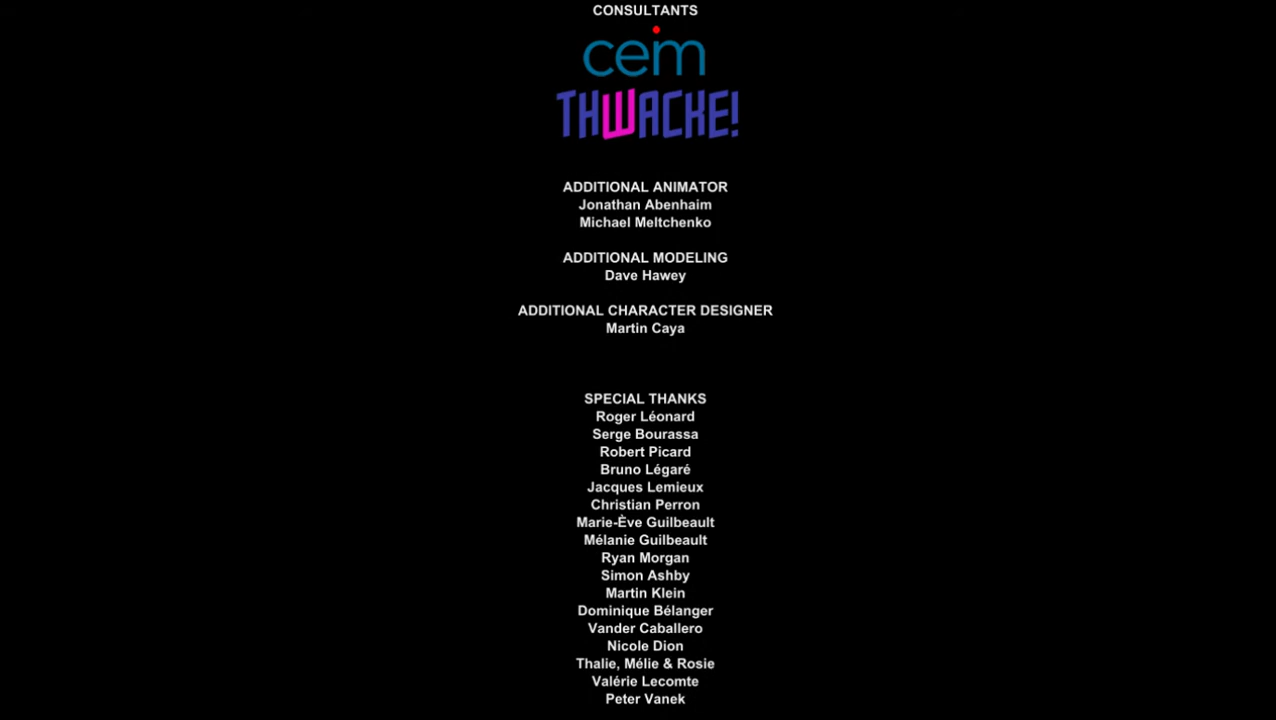 CONSULTANTS
ceim
THWACKE!
ADDITIONAL ANIMATOR
Jonathan Abenhaim
Michael Meltchenko
ADDITIONAL MODELING
Dave Hawey
ADDITIONAL CHARACTER DESIGNER
Martin Caya
SPECIAL THANKS
Roger Léonard
Serge Bourassa
Robert Picard
Bruno Légaré
Jacques Lemieux
Christian Perron
Marie-Ève Guilbeault
Mélanie Guilbeault
Ryan Morgan
Simon Ashby
Martin Klein
Dominique Bélanger
Vander Caballero
Nicole Dion
Thalie, Mélie & Rosie
Valérie Lecomte
Peter Vanek